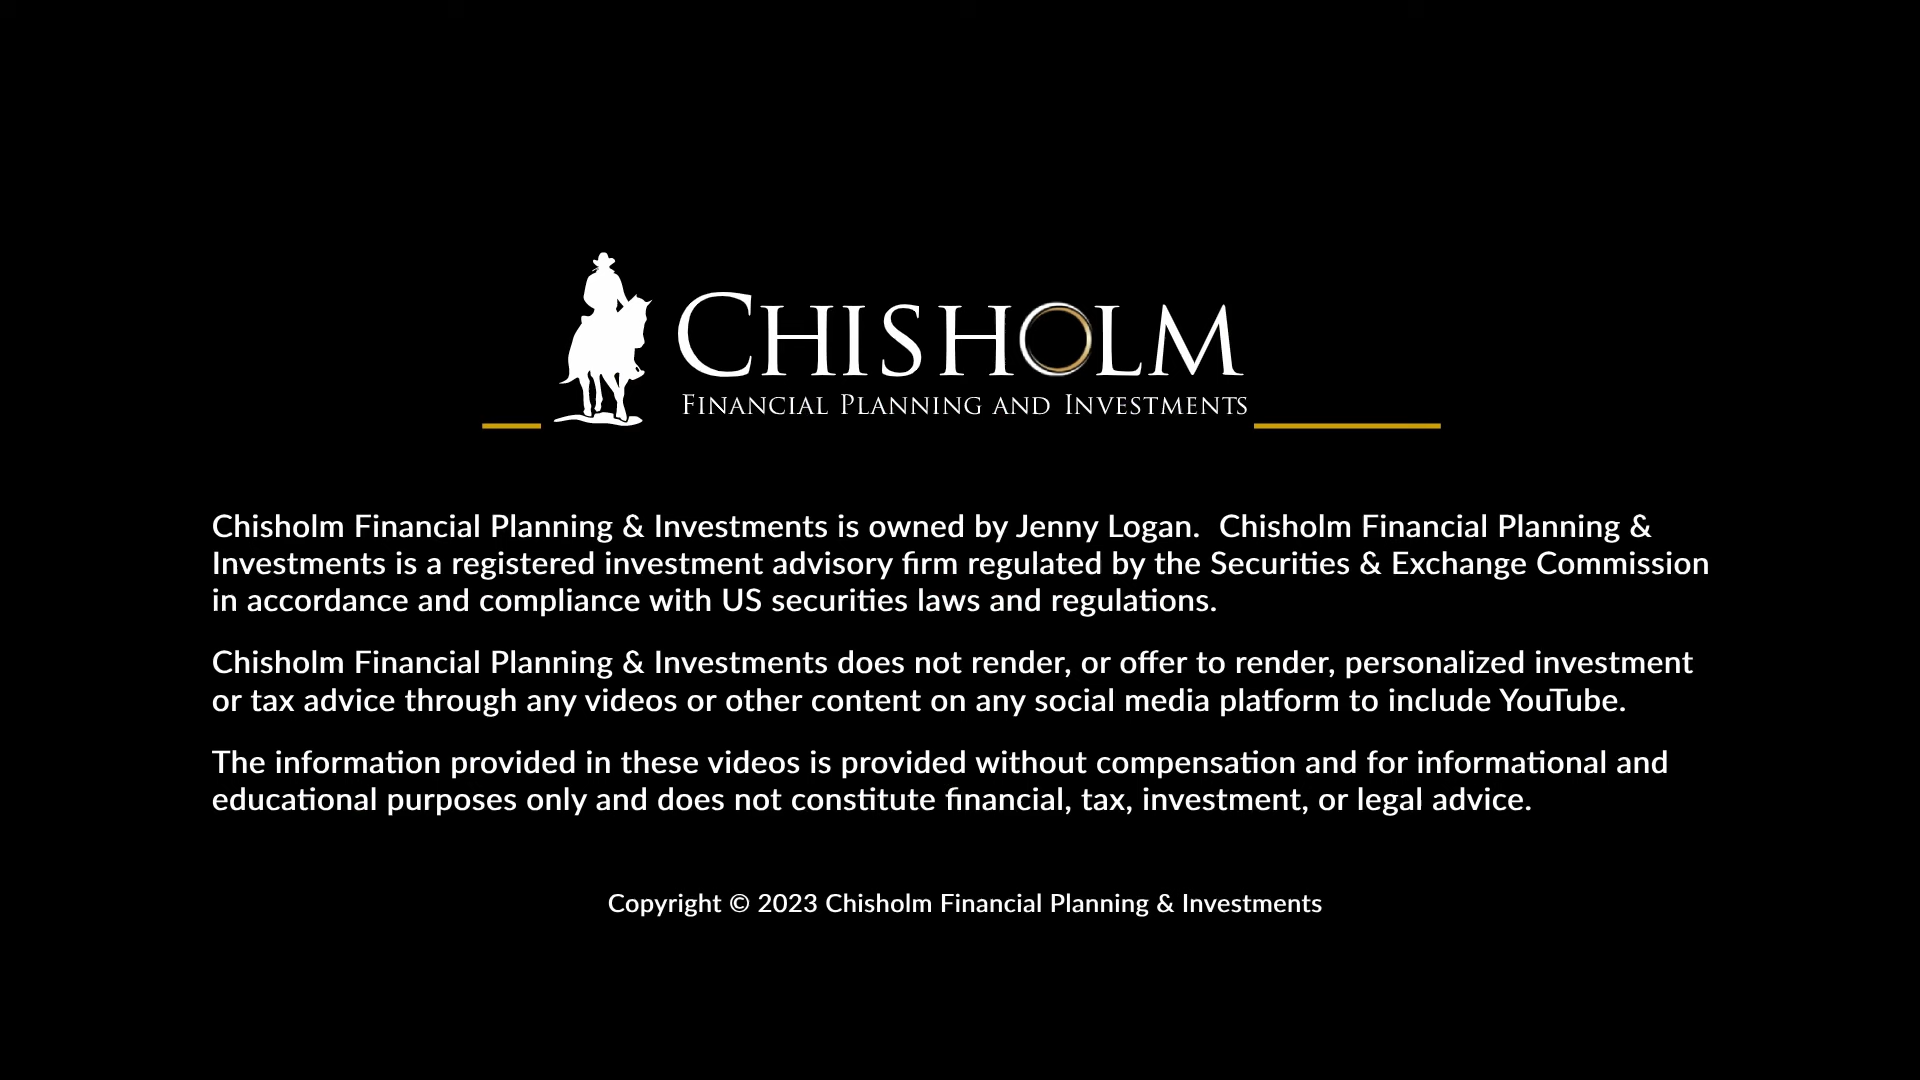 CHISHOLM
FINANCIAL PLANNING AND INVESTMENTS
Chisholm Financial Planning & Investments is owned by Jenny Logan.  Chisholm Financial Planning &
Investments is a registered investment advisory firm regulated by the Securities & Exchange Commission
in accordance and compliance with US securities laws and regulations.
Chisholm Financial Planning & Investments does not render, or offer to render, personalized investment
or tax advice through any videos or other content on any social media platform to include YouTube.
The information provided in these videos is provided without compensation and for informational and
educational purposes only and does not constitute financial, tax, investment, or legal advice.
Copyright © 2023 Chisholm Financial Planning & Investments